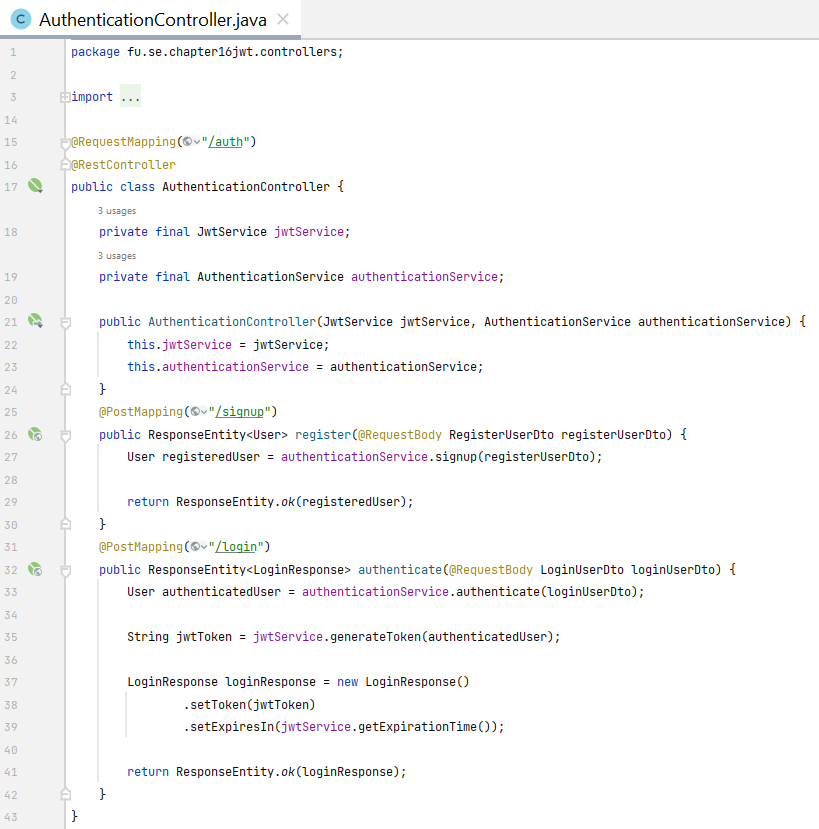 C AuthenticationController.java
1 package fu.se.chapter16jwt.controllers;
2
3 import ...
14
15 @RequestMapping("/auth")
16 @RestController
17 public class AuthenticationController {
3 usages
18 private final JwtService jwtService;
3 usages
19 private final AuthenticationService authenticationService;
20
21 public AuthenticationController(JwtService jwtService, AuthenticationService authenticationService) {
22 this.jwtService = jwtService;
23 this.authenticationService = authenticationService;
24 }
25 @PostMapping("/signup")
26 public ResponseEntity<User> register(@RequestBody RegisterUserDto registerUserDto) {
27 User registeredUser = authenticationService.signup(registerUserDto);
28
29 return ResponseEntity.ok(registeredUser);
30 }
31 @PostMapping("/login")
32 public ResponseEntity<LoginResponse> authenticate(@RequestBody LoginUserDto loginUserDto) {
33 User authenticatedUser = authenticationService.authenticate(loginUserDto);
34
35 String jwtToken = jwtService.generateToken(authenticatedUser);
36
37 LoginResponse loginResponse = new LoginResponse()
38 .setToken(jwtToken)
39 .setExpiresIn(jwtService.getExpirationTime());
40
41 return ResponseEntity.ok(loginResponse);
42 }
43 }